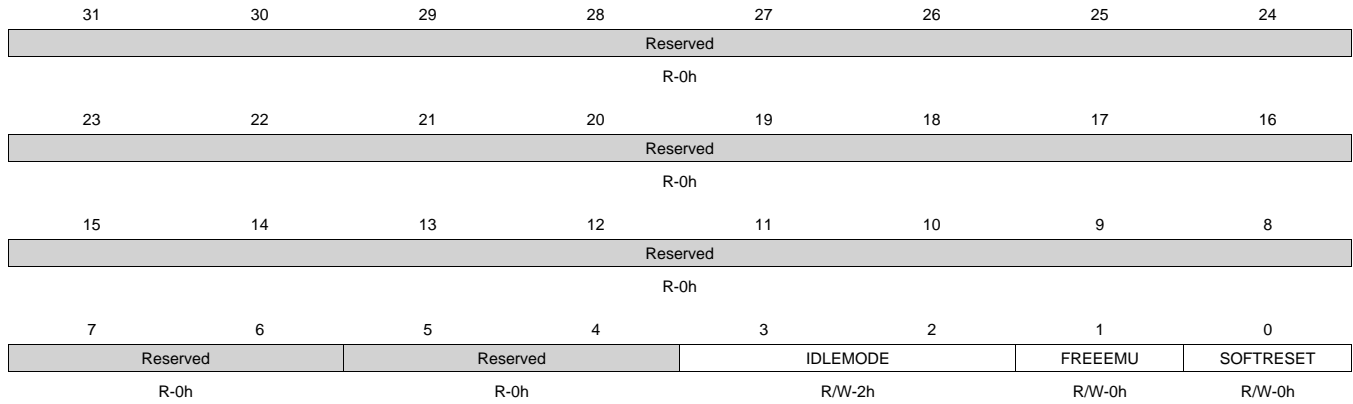 31 30 29 28 27 26 25 24
Reserved
R-0h
23 22 21 20 19 18 17 16
Reserved
R-0h
15 14 13 12 11 10 9 8
Reserved
R-0h
7 6 5 4 3 2 1 0
Reserved Reserved IDLEMODE FREEEMU SOFTRESET
R-0h R-0h R/W-2h R/W-0h R/W-0h